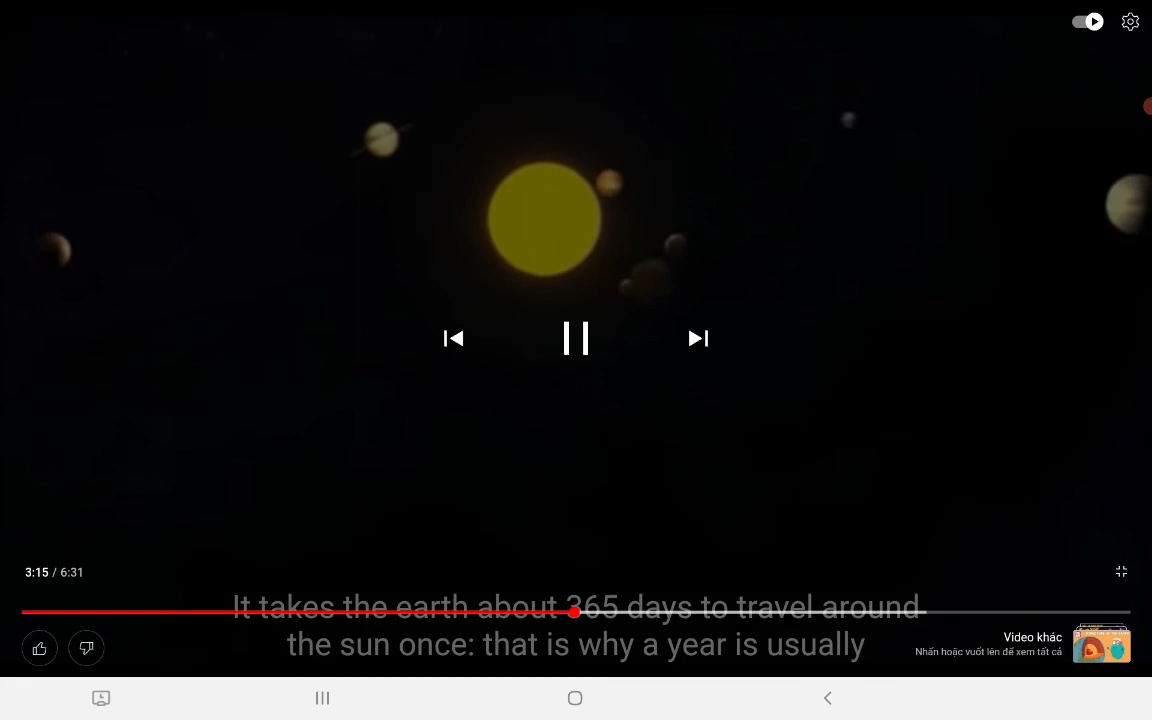 3:15 / 6:31
It takes the earth about 365 days to travel around
the sun once: that is why a year is usually
Video khác
Nhấn hoặc vuốt lên để xem tất cả